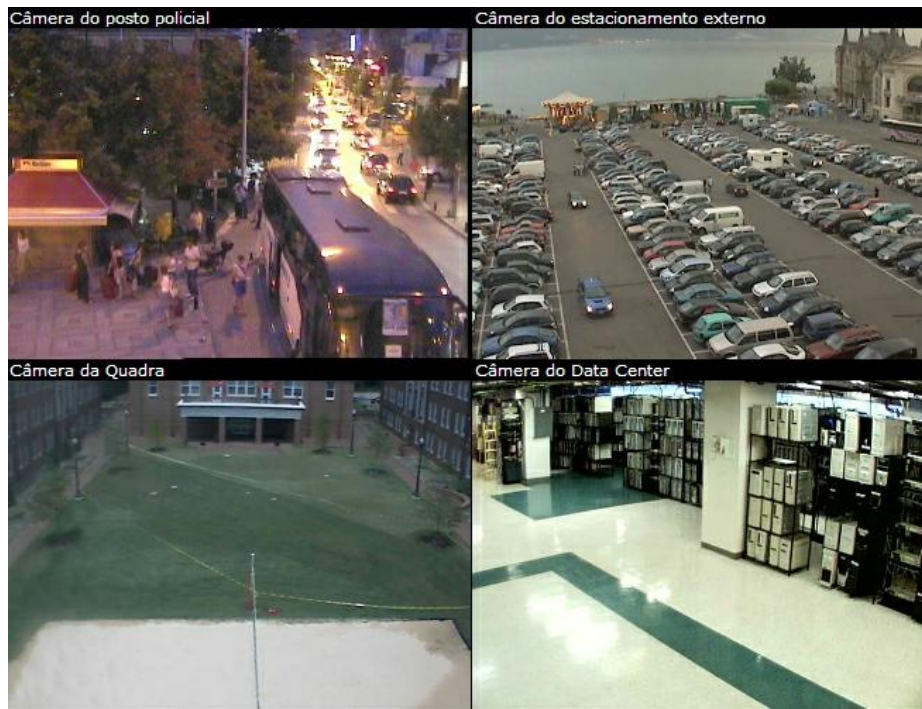 Câmera do posto policial
Câmera do estacionamento externo
Câmera da Quadra
Câmera do Data Center